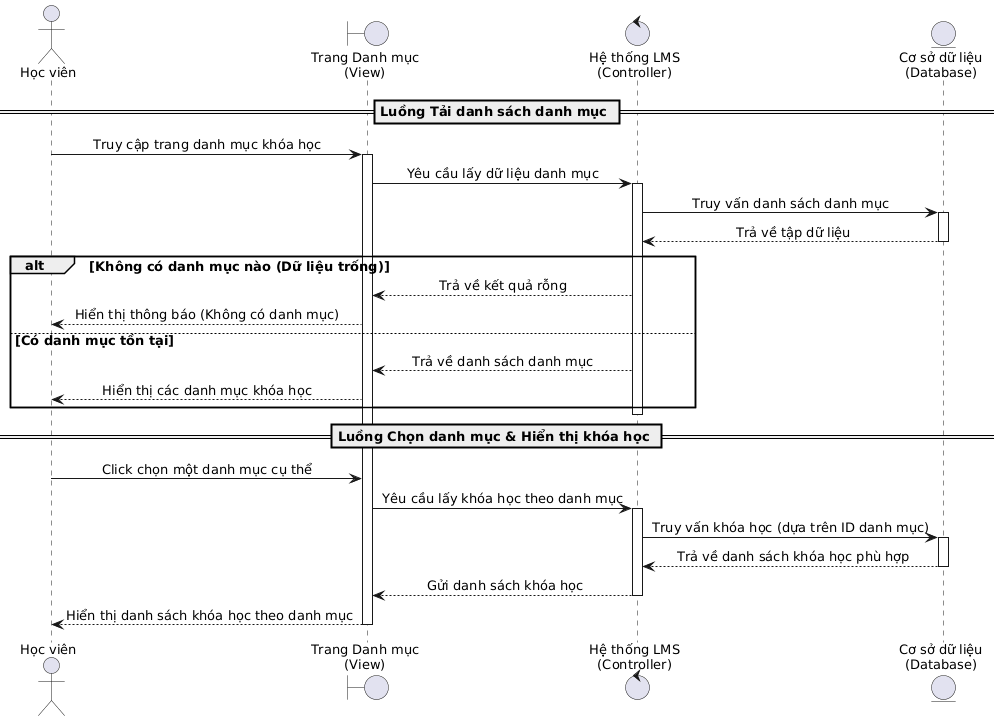 Học viên
Trang Danh mục
(View)
Hệ thống LMS
(Controller)
Cơ sở dữ liệu
(Database)
Luồng Tải danh sách danh mục
Truy cập trang danh mục khóa học
Yêu cầu lấy dữ liệu danh mục
Truy vấn danh sách danh mục
Trả về tập dữ liệu
alt
[Không có danh mục nào (Dữ liệu trống)]
Trả về kết quả rỗng
Hiển thị thông báo (Không có danh mục)
[Có danh mục tồn tại]
Trả về danh sách danh mục
Hiển thị các danh mục khóa học
Luồng Chọn danh mục & Hiển thị khóa học
Click chọn một danh mục cụ thể
Yêu cầu lấy khóa học theo danh mục
Truy vấn khóa học (dựa trên ID danh mục)
Trả về danh sách khóa học phù hợp
Gửi danh sách khóa học
Hiển thị danh sách khóa học theo danh mục
Học viên
Trang Danh mục
(View)
Hệ thống LMS
(Controller)
Cơ sở dữ liệu
(Database)